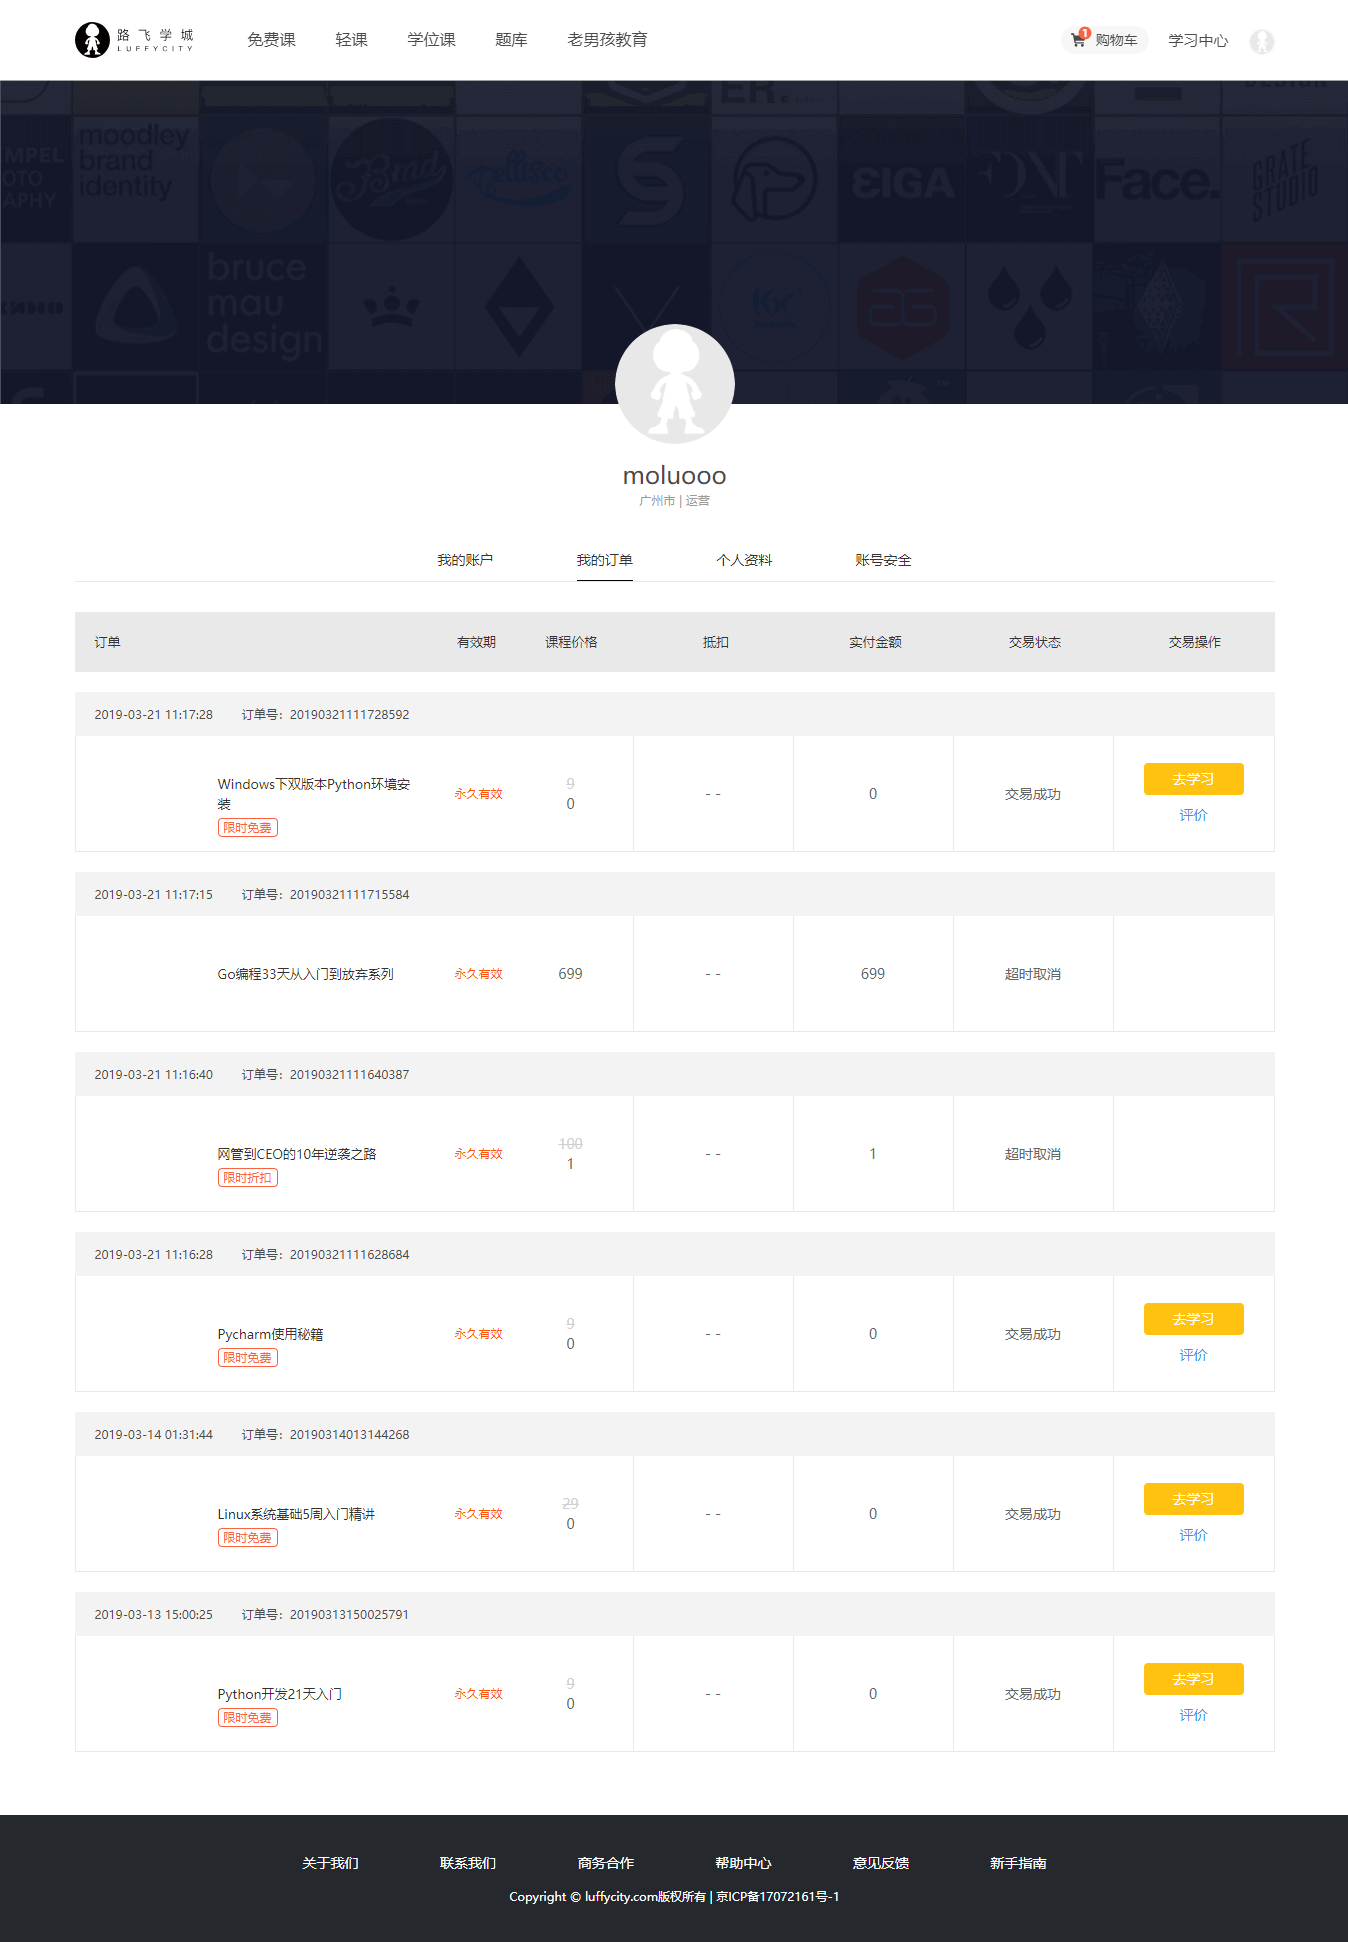 路飞学城
LUFFYCITY
免费课 轻课 学位课 题库 老男孩教育
1 购物车 学习中心
ER.
moodley
brand
identity
MPEL
OTO
APHY
Bmd
Face.
GRATE
STUDIO
bruce
mau
design
moluooo
广州市 | 运营
我的账户 我的订单 个人资料 账号安全
订单 有效期 课程价格 抵扣 实付金额 交易状态 交易操作
2019-03-21 11:17:28 订单号：20190321111728592
Windows下双版本Python环境安
装
限时免费
永久有效
9
0
- -
0
交易成功
去学习
评价
2019-03-21 11:17:15 订单号：20190321111715584
Go编程33天从入门到放弃系列 永久有效 699 - - 699 超时取消
2019-03-21 11:16:40 订单号：20190321111640387
网管到CEO的10年逆袭之路
限时折扣
永久有效
100
1
- -
1
超时取消
2019-03-21 11:16:28 订单号：20190321111628684
Pycharm使用秘籍
限时免费
永久有效
9
0
- -
0
交易成功
去学习
评价
2019-03-14 01:31:44 订单号：20190314013144268
Linux系统基础5周入门精讲
限时免费
永久有效
29
0
- -
0
交易成功
去学习
评价
2019-03-13 15:00:25 订单号：20190313150025791
Python开发21天入门
限时免费
永久有效
9
0
- -
0
交易成功
去学习
评价
关于我们 联系我们 商务合作 帮助中心 意见反馈 新手指南
Copyright © luffycity.com版权所有 | 京ICP备17072161号-1